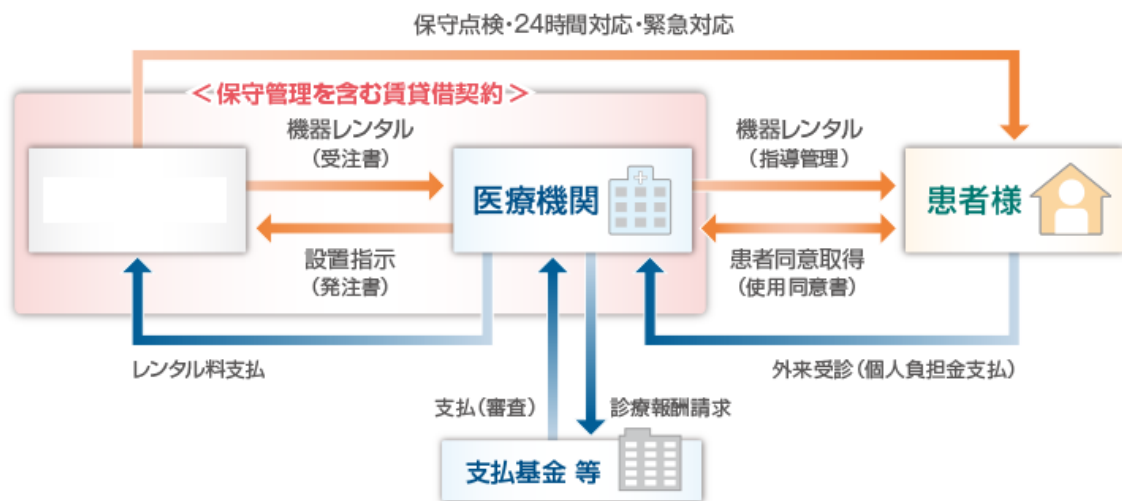 保守点検・24時間対応・緊急対応
＜保守管理を含む賃貸借契約＞
機器レンタル
（受注書）
機器レンタル
（指導管理）
医療機関
患者様
設置指示
（発注書）
患者同意取得
（使用同意書）
レンタル料支払
外来受診（個人負担金支払）
支払（審査）
診療報酬請求
支払基金 等